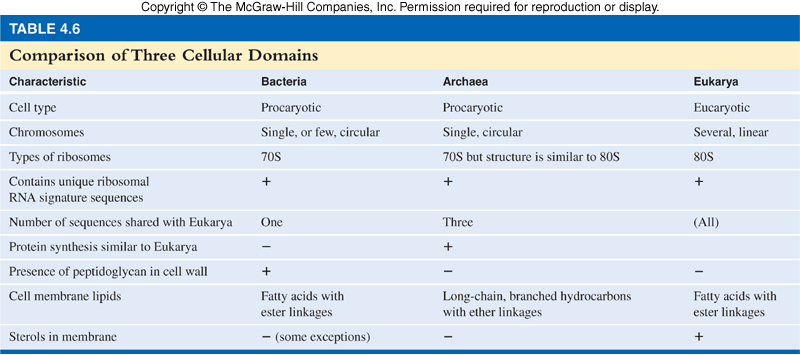 Copyright © The McGraw-Hill Companies, Inc. Permission required for reproduction or display.
TABLE 4.6
Comparison of Three Cellular Domains
Characteristic Bacteria Archaea Eukarya
Cell type Procaryotic Procaryotic Eucaryotic
Chromosomes Single, or few, circular Single, circular Several, linear
Types of ribosomes 70S 70S but structure is similar to 80S 80S
Contains unique ribosomal + + +
RNA signature sequences
Number of sequences shared with Eukarya One Three (All)
Protein synthesis similar to Eukarya − +
Presence of peptidoglycan in cell wall + − −
Cell membrane lipids Fatty acids with Long-chain, branched hydrocarbons Fatty acids with
ester linkages with ether linkages ester linkages
Sterols in membrane − (some exceptions) − +